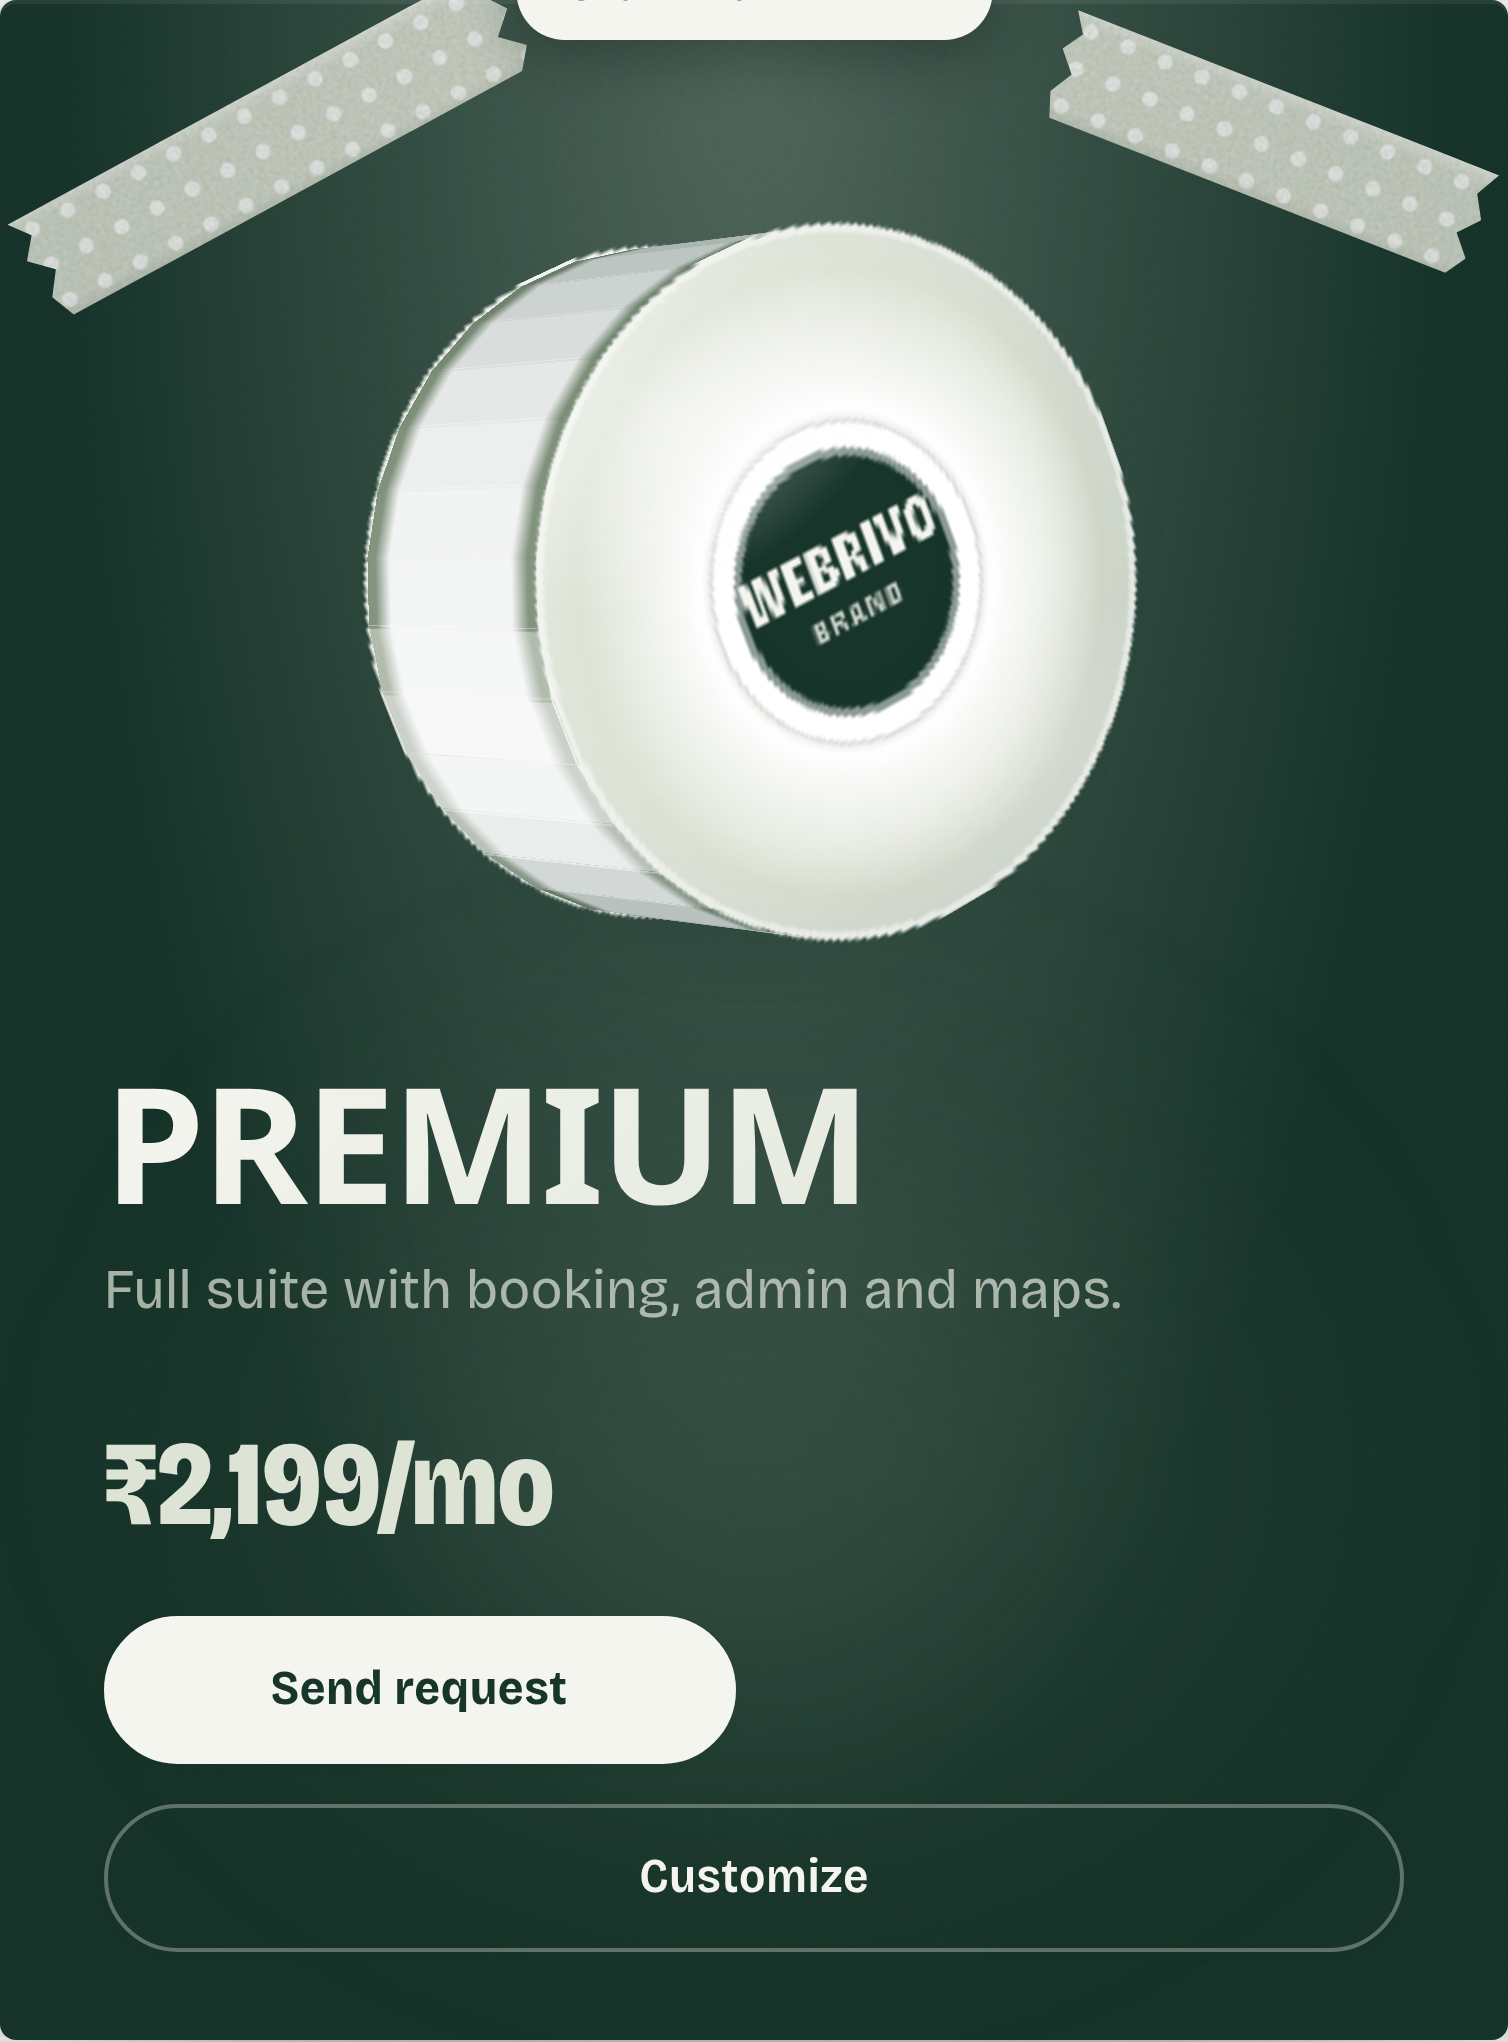 WEBRIVO
BRAND
PREMIUM
Full suite with booking, admin and maps.
₹2,199/mo
Send request
Customize